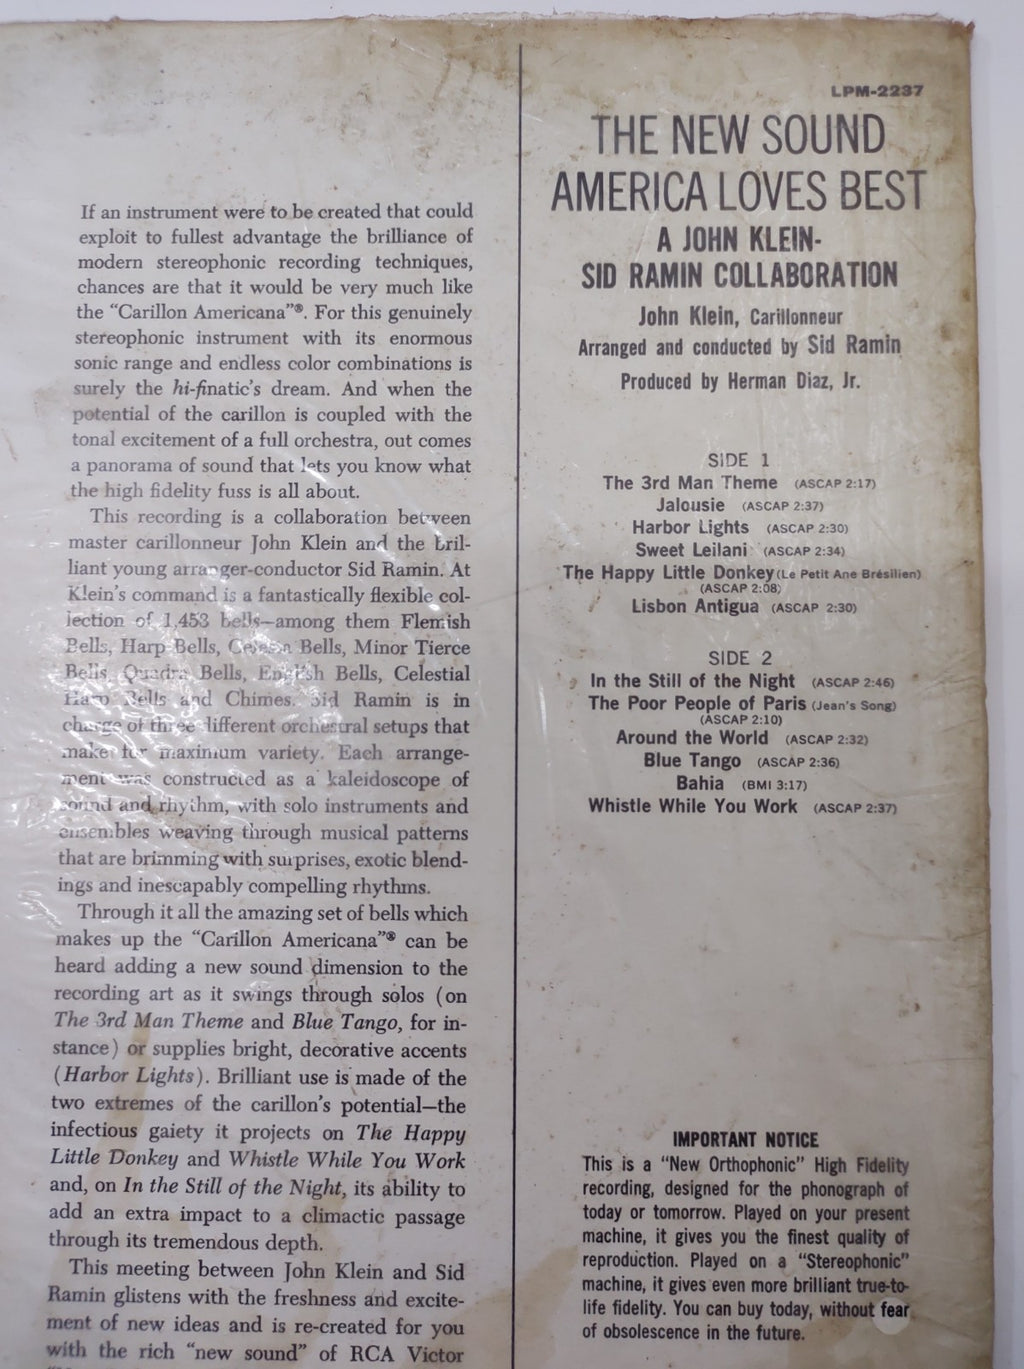 If an instrument were to be created that could
exploit to fullest advantage the brilliance of
modern stereophonic recording techniques,
chances are that it would be very much like
the “Carillon Americana”®. For this genuinely
stereophonic instrument with its enormous
sonic range and endless color combinations is
surely the hi-finatic’s dream. And when the
potential of the carillon is coupled with the
tonal excitement of a full orchestra, out comes
a panorama of sound that lets you know what
the high fidelity fuss is all about.
This recording is a collaboration between
master carillonneur John Klein and the bril-
liant young arranger-conductor Sid Ramin. At
Klein’s command is a fantastically flexible col-
lection of 1,453 bells—among them Flemish
Bells, Harp Bells, Celesta Bells, Minor Tierce
Bells, Quadra Bells, English Bells, Celestial
Harp Bells and Chimes. Sid Ramin is in
charge of three different orchestral setups that
make for maximum variety. Each arrange-
ment was constructed as a kaleidoscope of
sound and rhythm, with solo instruments and
ensembles weaving through musical patterns
that are brimming with surprises, exotic blend-
ings and inescapably compelling rhythms.
Through it all the amazing set of bells which
makes up the “Carillon Americana”® can be
heard adding a new sound dimension to the
recording art as it swings through solos (on
The 3rd Man Theme and Blue Tango, for in-
stance) or supplies bright, decorative accents
(Harbor Lights). Brilliant use is made of the
two extremes of the carillon’s potential—the
infectious gaiety it projects on The Happy
Little Donkey and Whistle While You Work
and, on In the Still of the Night, its ability to
add an extra impact to a climactic passage
through its tremendous depth.
This meeting between John Klein and Sid
Ramin glistens with the freshness and excite-
ment of new ideas and is re-created for you
with the rich “new sound” of RCA Victor
LPM-2237
THE NEW SOUND
AMERICA LOVES BEST
A JOHN KLEIN-
SID RAMIN COLLABORATION
John Klein, Carillonneur
Arranged and conducted by Sid Ramin
Produced by Herman Diaz, Jr.
SIDE 1
The 3rd Man Theme (ASCAP 2:17)
Jalousie (ASCAP 2:37)
Harbor Lights (ASCAP 2:30)
Sweet Leilani (ASCAP 2:34)
The Happy Little Donkey (Le Petit Ane Brésilien)
(ASCAP 2:08)
Lisbon Antigua (ASCAP 2:30)
SIDE 2
In the Still of the Night (ASCAP 2:46)
The Poor People of Paris (Jean's Song)
(ASCAP 2:10)
Around the World (ASCAP 2:32)
Blue Tango (ASCAP 2:36)
Bahia (BMI 3:17)
Whistle While You Work (ASCAP 2:37)
IMPORTANT NOTICE
This is a “New Orthophonic” High Fidelity
recording, designed for the phonograph of
today or tomorrow. Played on your present
machine, it gives you the finest quality of
reproduction. Played on a “Stereophonic”
machine, it gives even more brilliant true-to-
life fidelity. You can buy today, without fear
of obsolescence in the future.